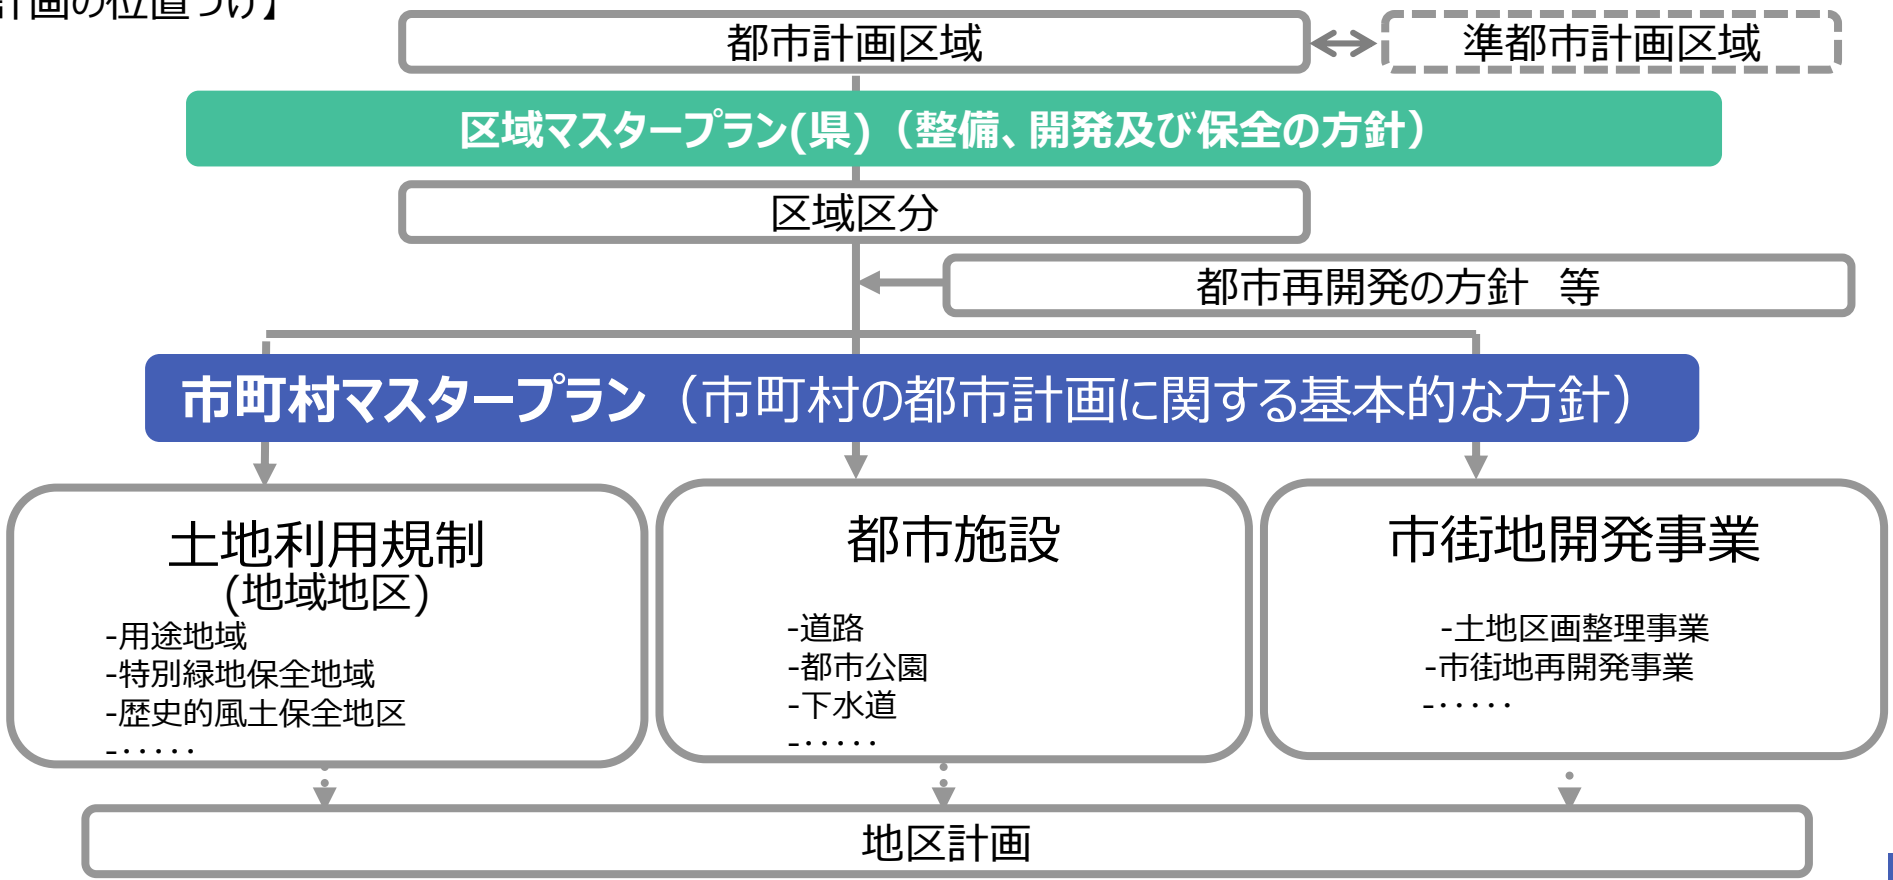 計画の位置づけ】
都市計画区域
準都市計画区域
区域マスタープラン(県)（整備、開発及び保全の方針）
区域区分
都市再開発の方針　等
市町村マスタープラン（市町村の都市計画に関する基本的な方針）
土地利用規制
(地域地区)
-用途地域
-特別緑地保全地域
-歴史的風土保全地区
-・・・・・
都市施設
-道路
-都市公園
-下水道
-・・・・・
市街地開発事業
-土地区画整理事業
-市街地再開発事業
-・・・・・
地区計画